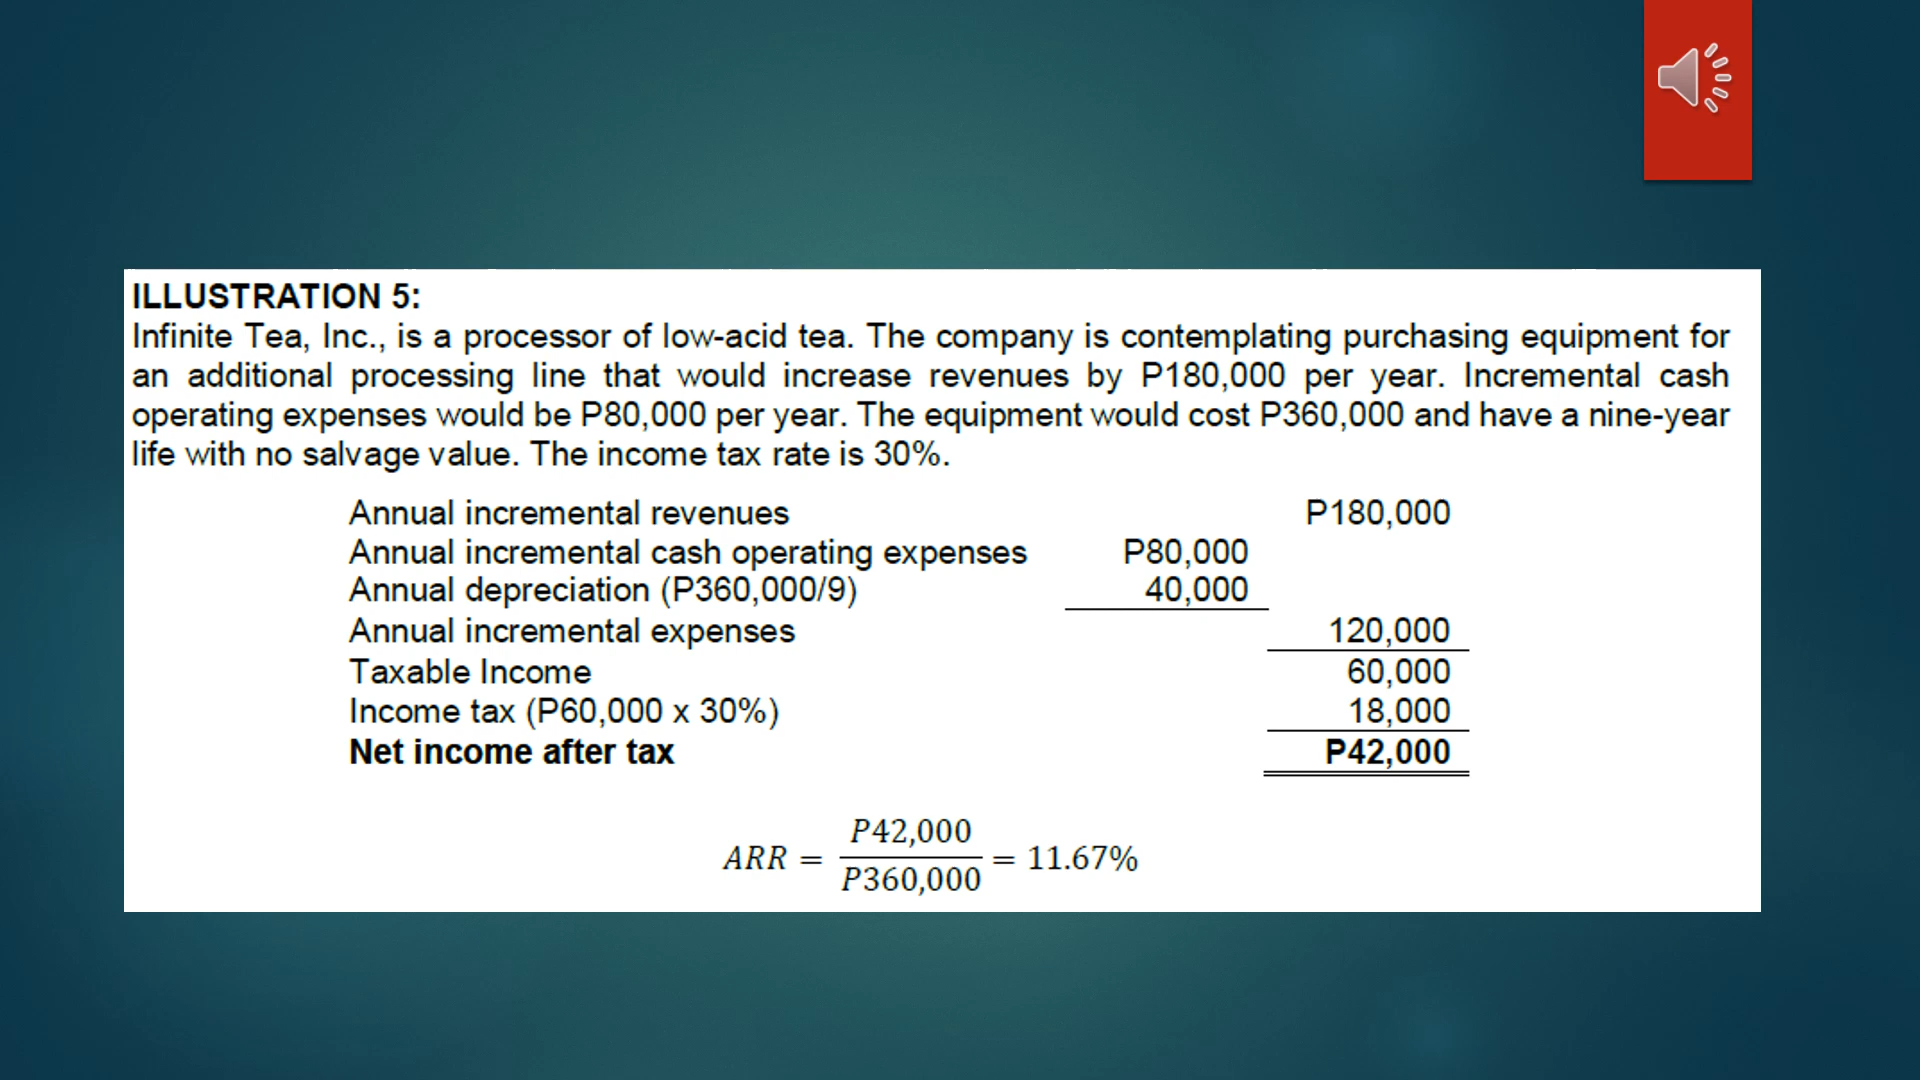 ILLUSTRATION 5:
Infinite Tea, Inc., is a processor of low-acid tea. The company is contemplating purchasing equipment for
an additional processing line that would increase revenues by P180,000 per year. Incremental cash
operating expenses would be P80,000 per year. The equipment would cost P360,000 and have a nine-year
life with no salvage value. The income tax rate is 30%.
Annual incremental revenues P180,000
Annual incremental cash operating expenses P80,000
Annual depreciation (P360,000/9) 40,000
Annual incremental expenses 120,000
Taxable Income 60,000
Income tax (P60,000 x 30%) 18,000
Net income after tax P42,000
ARR = P42,000 / P360,000 = 11.67%